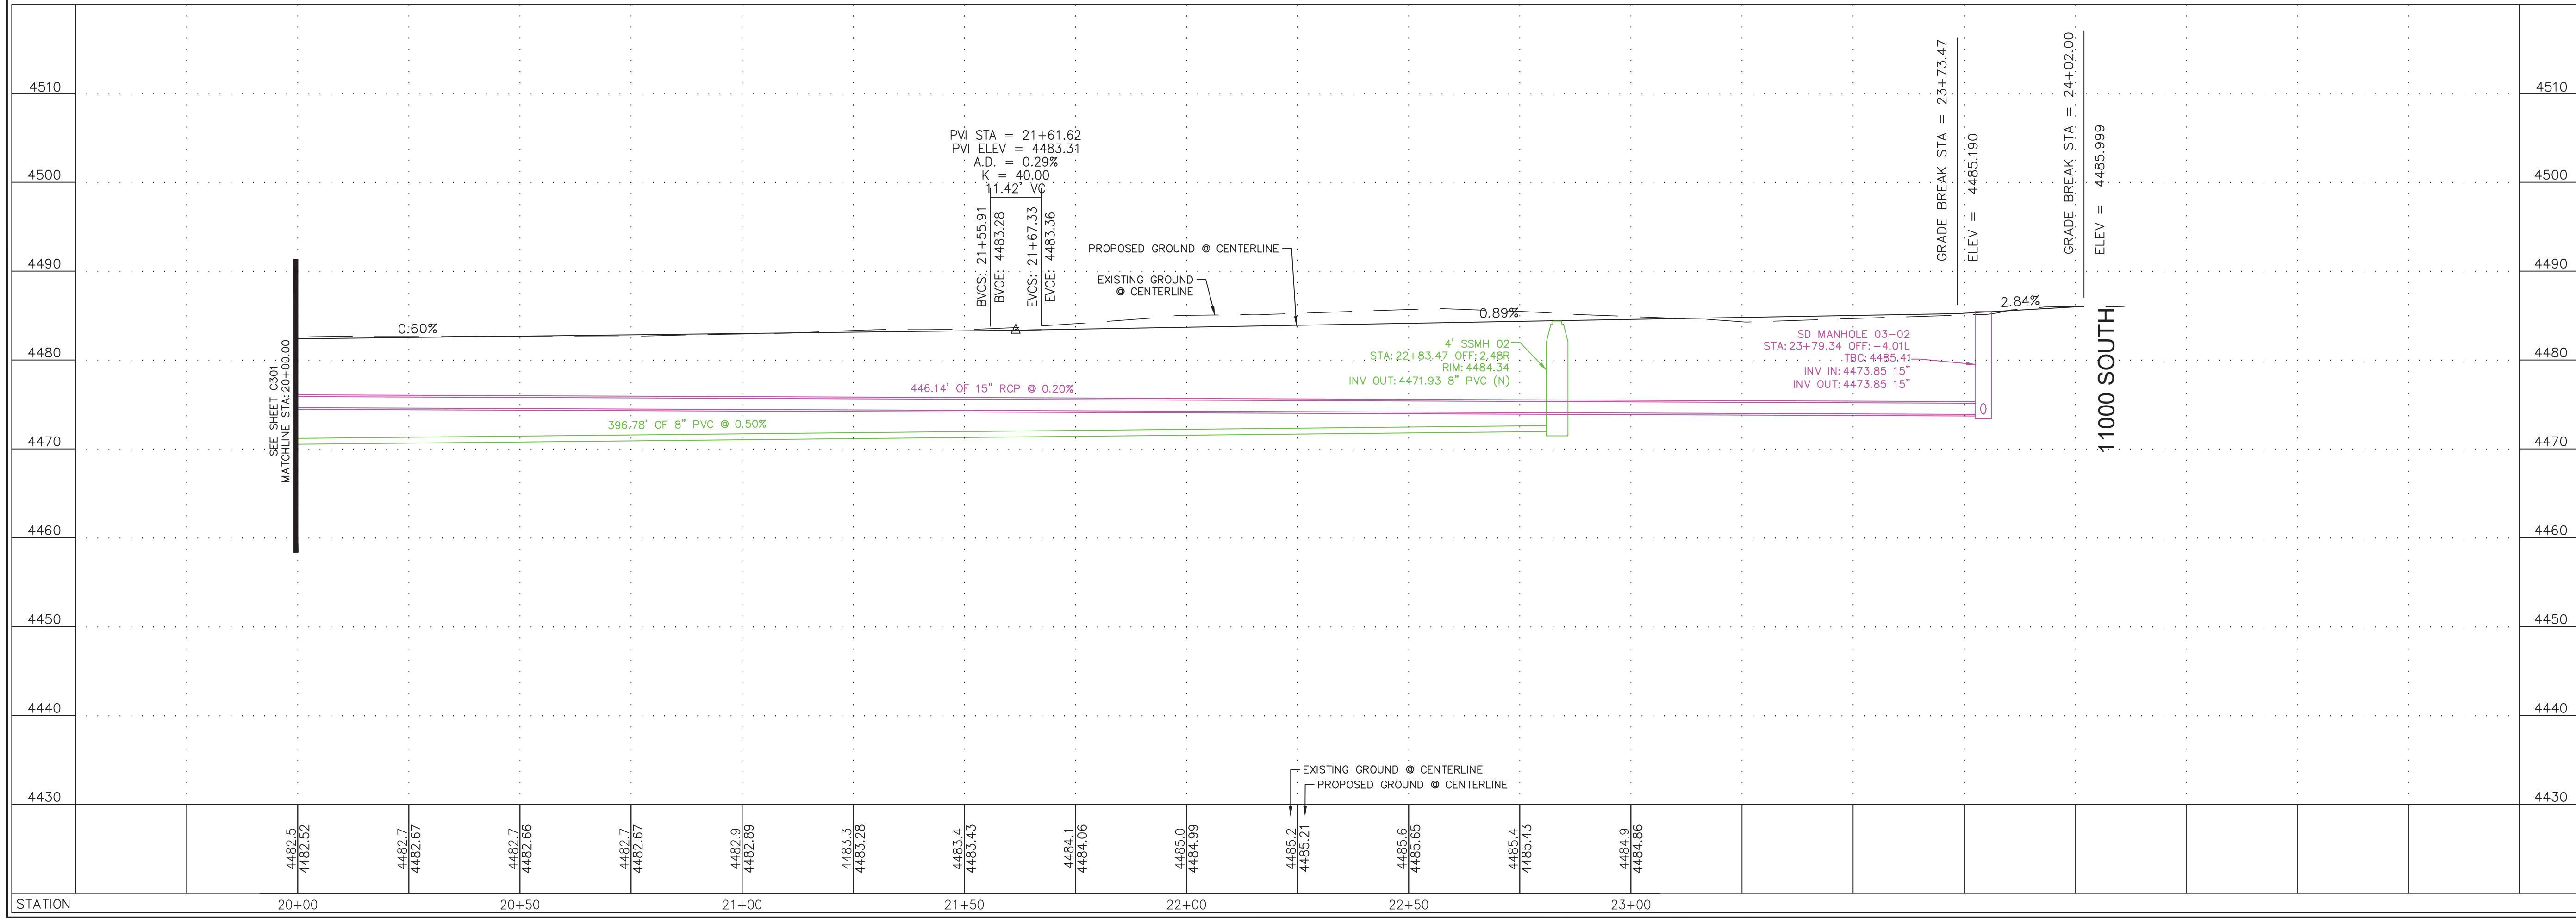 4510
4500
4490
4480
4470
4460
4450
4440
4430
4510
4500
4490
4480
4470
4460
4450
4440
4430
SEE SHEET C301
MATCHLINE STA: 20+00.00
0.60%
PVI STA = 21+61.62
PVI ELEV = 4483.31
A.D. = 0.29%
K = 40.00
11.42' VC
BVCS: 21+55.91
BVCE: 4483.28
EVCS: 21+67.33
EVCE: 4483.36
PROPOSED GROUND @ CENTERLINE
EXISTING GROUND
@ CENTERLINE
0.89%
4' SSMH 02
STA: 22+83.47 OFF: 2.48R
RIM: 4484.34
INV OUT: 4471.93 8" PVC (N)
446.14' OF 15" RCP @ 0.20%
396.78' OF 8" PVC @ 0.50%
SD MANHOLE 03-02
STA: 23+79.34 OFF: -4.01L
TBC: 4485.41
INV IN: 4473.85 15"
INV OUT: 4473.85 15"
GRADE BREAK STA = 23+73.47
ELEV = 4485.190
GRADE BREAK STA = 24+02.00
ELEV = 4485.999
2.84%
11000 SOUTH
EXISTING GROUND @ CENTERLINE
PROPOSED GROUND @ CENTERLINE
4482.5
4482.52
4482.7
4482.67
4482.7
4482.66
4482.7
4482.67
4482.9
4482.89
4483.3
4483.28
4483.4
4483.43
4484.1
4484.06
4485.0
4484.99
4485.2
4485.21
4485.6
4485.65
4485.4
4485.43
4484.9
4484.86
STATION
20+00
20+50
21+00
21+50
22+00
22+50
23+00